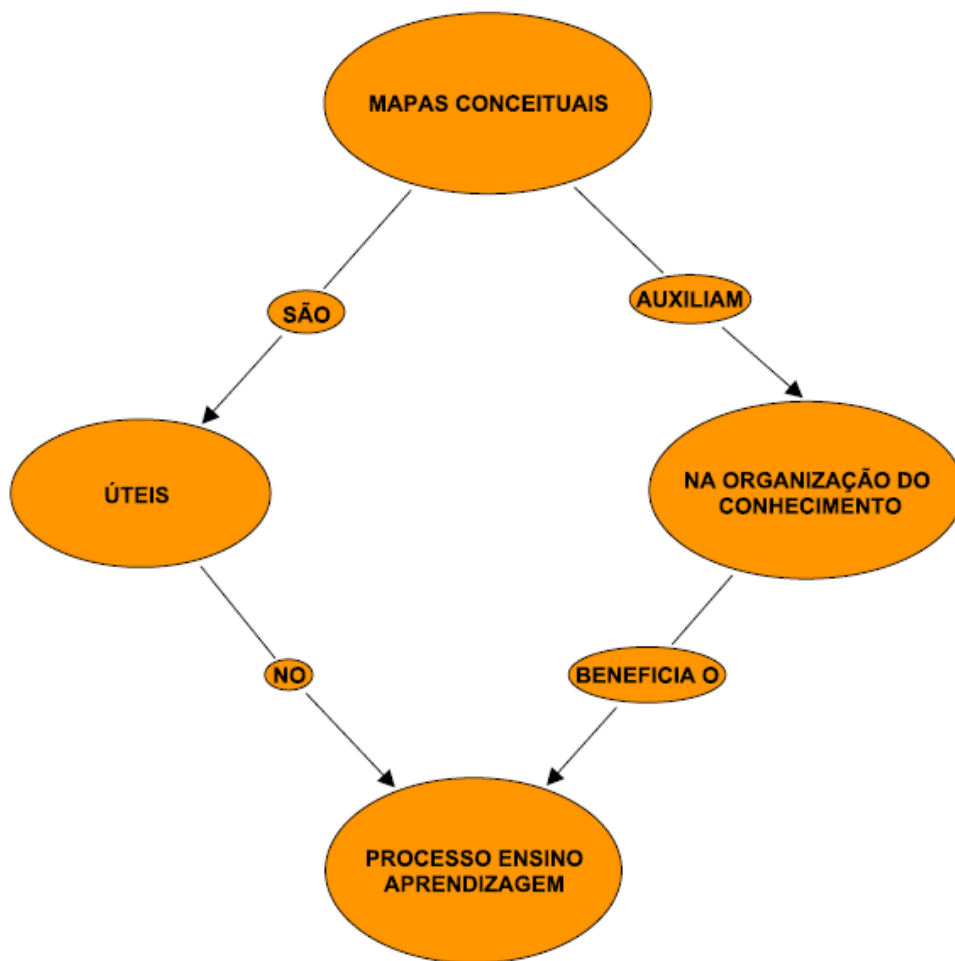 MAPAS CONCEITUAIS
SÃO
AUXILIAM
ÚTEIS
NA ORGANIZAÇÃO DO
CONHECIMENTO
NO
BENEFICIA O
PROCESSO ENSINO
APRENDIZAGEM